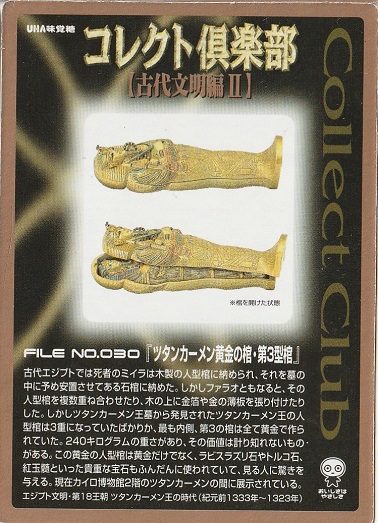 UHA味覚糖
コレクト倶楽部
【古代文明編Ⅱ】
Collect Club
※棺を開けた状態
FILE NO.030『ツタンカーメン黄金の棺・第3型棺』
古代エジプトでは死者のミイラは木製の人型棺に納められ、それを墓
の中に予め安置させてある石棺に納めた。しかしファラオともなると、その
人型棺を複数重ね合わせたり、木の上に金箔や金の薄板を張り付けたり
した。しかしツタンカーメン王墓から発見されたツタンカーメン王の人
型棺は3重になっていたばかりか、最も内側、第3の棺は全て黄金で作
られていた。240キログラムの重さがあり、その価値は計り知れないもの
がある。この黄金の人型棺は黄金だけでなく、ラピスラズリやトルコ石、
紅玉髄といった貴重な宝石もふんだんに使われていて、見る人に驚きを
与える。現在カイロ博物館2階のツタンカーメンの間に展示されている。
エジプト文明・第18王朝 ツタンカーメン王の時代(紀元前1333年〜1323年)
おいしさは
やさしさ